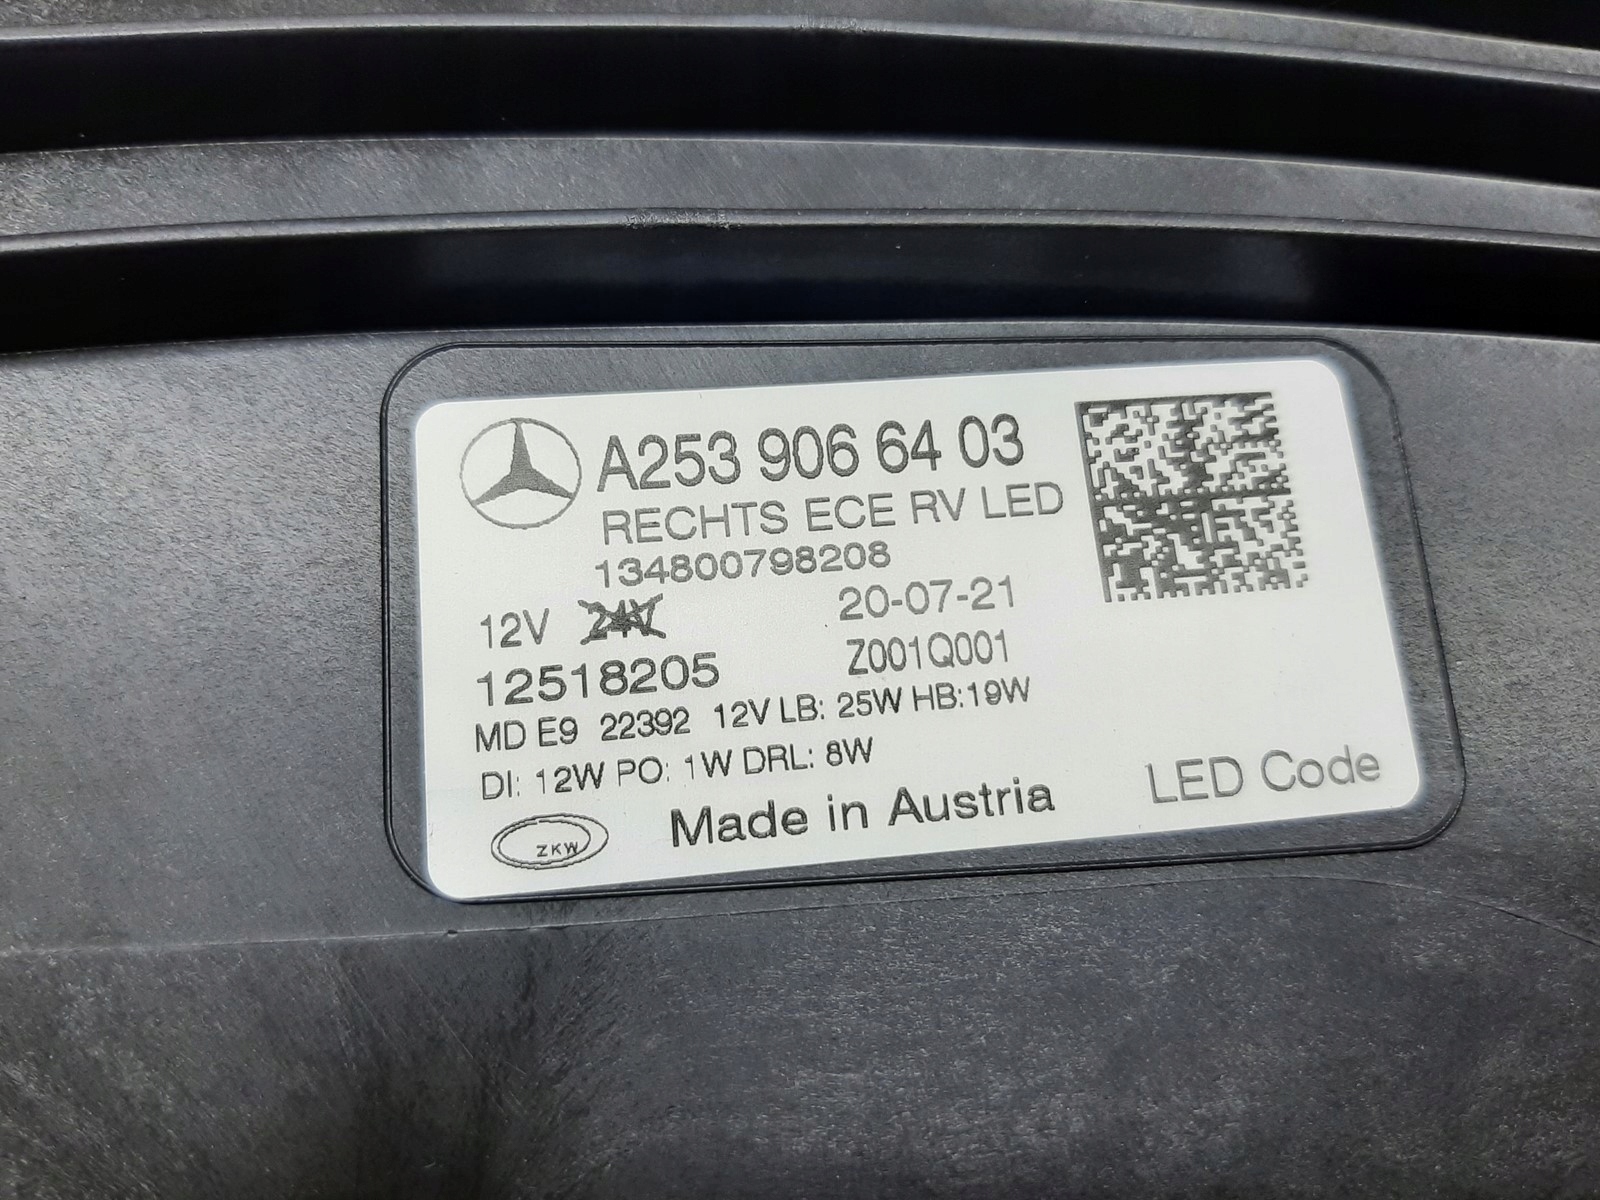 A253 906 64 03
RECHTS ECE RV LED
134800798208
12V 24V 20-07-21
12518205 Z001Q001
MD E9 22392 12V LB: 25W HB:19W
DI: 12W PO: 1W DRL: 8W
ZKW Made in Austria LED Code